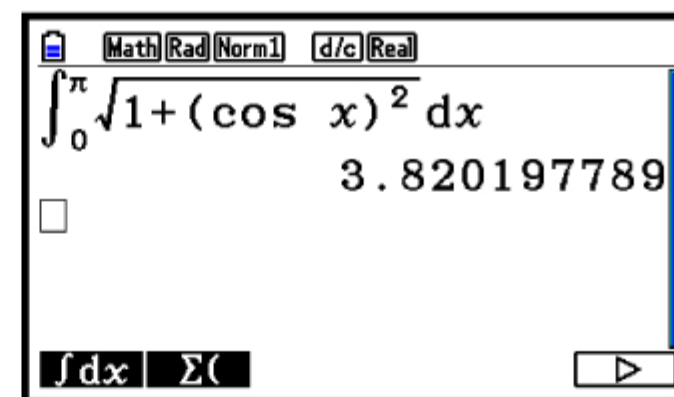 Math Rad Norm1 d/c Real
∫₀^π √(1+(cos x)²) dx
3.820197789
∫dx Σ( ▷